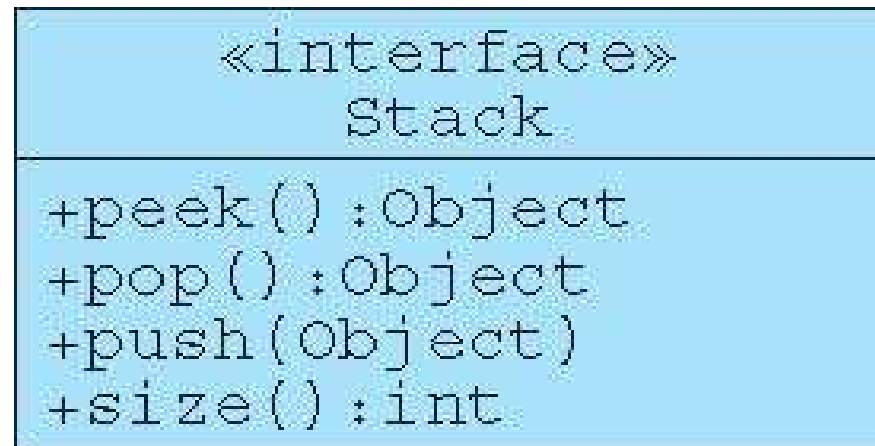 «interface»
Stack
+peek():Object
+pop():Object
+push(Object)
+size():int